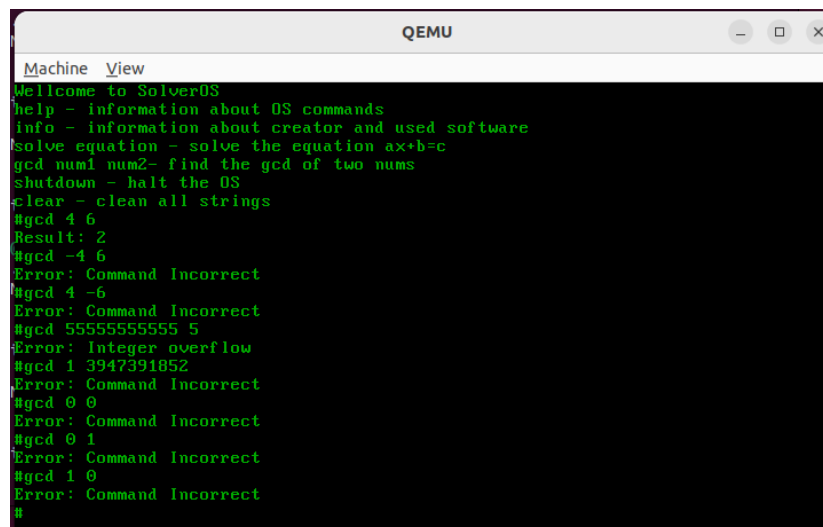 QEMU
Machine View
Wellcome to SolverOS
help - information about OS commands
info - information about creator and used software
solve equation - solve the equation ax+b=c
gcd num1 num2- find the gcd of two nums
shutdown - halt the OS
clear - clean all strings
#gcd 4 6
Result: 2
#gcd -4 6
Error: Command Incorrect
#gcd 4 -6
Error: Command Incorrect
#gcd 55555555555 5
Error: Integer overflow
#gcd 1 3947391852
Error: Command Incorrect
#gcd 0 0
Error: Command Incorrect
#gcd 0 1
Error: Command Incorrect
#gcd 1 0
Error: Command Incorrect
#